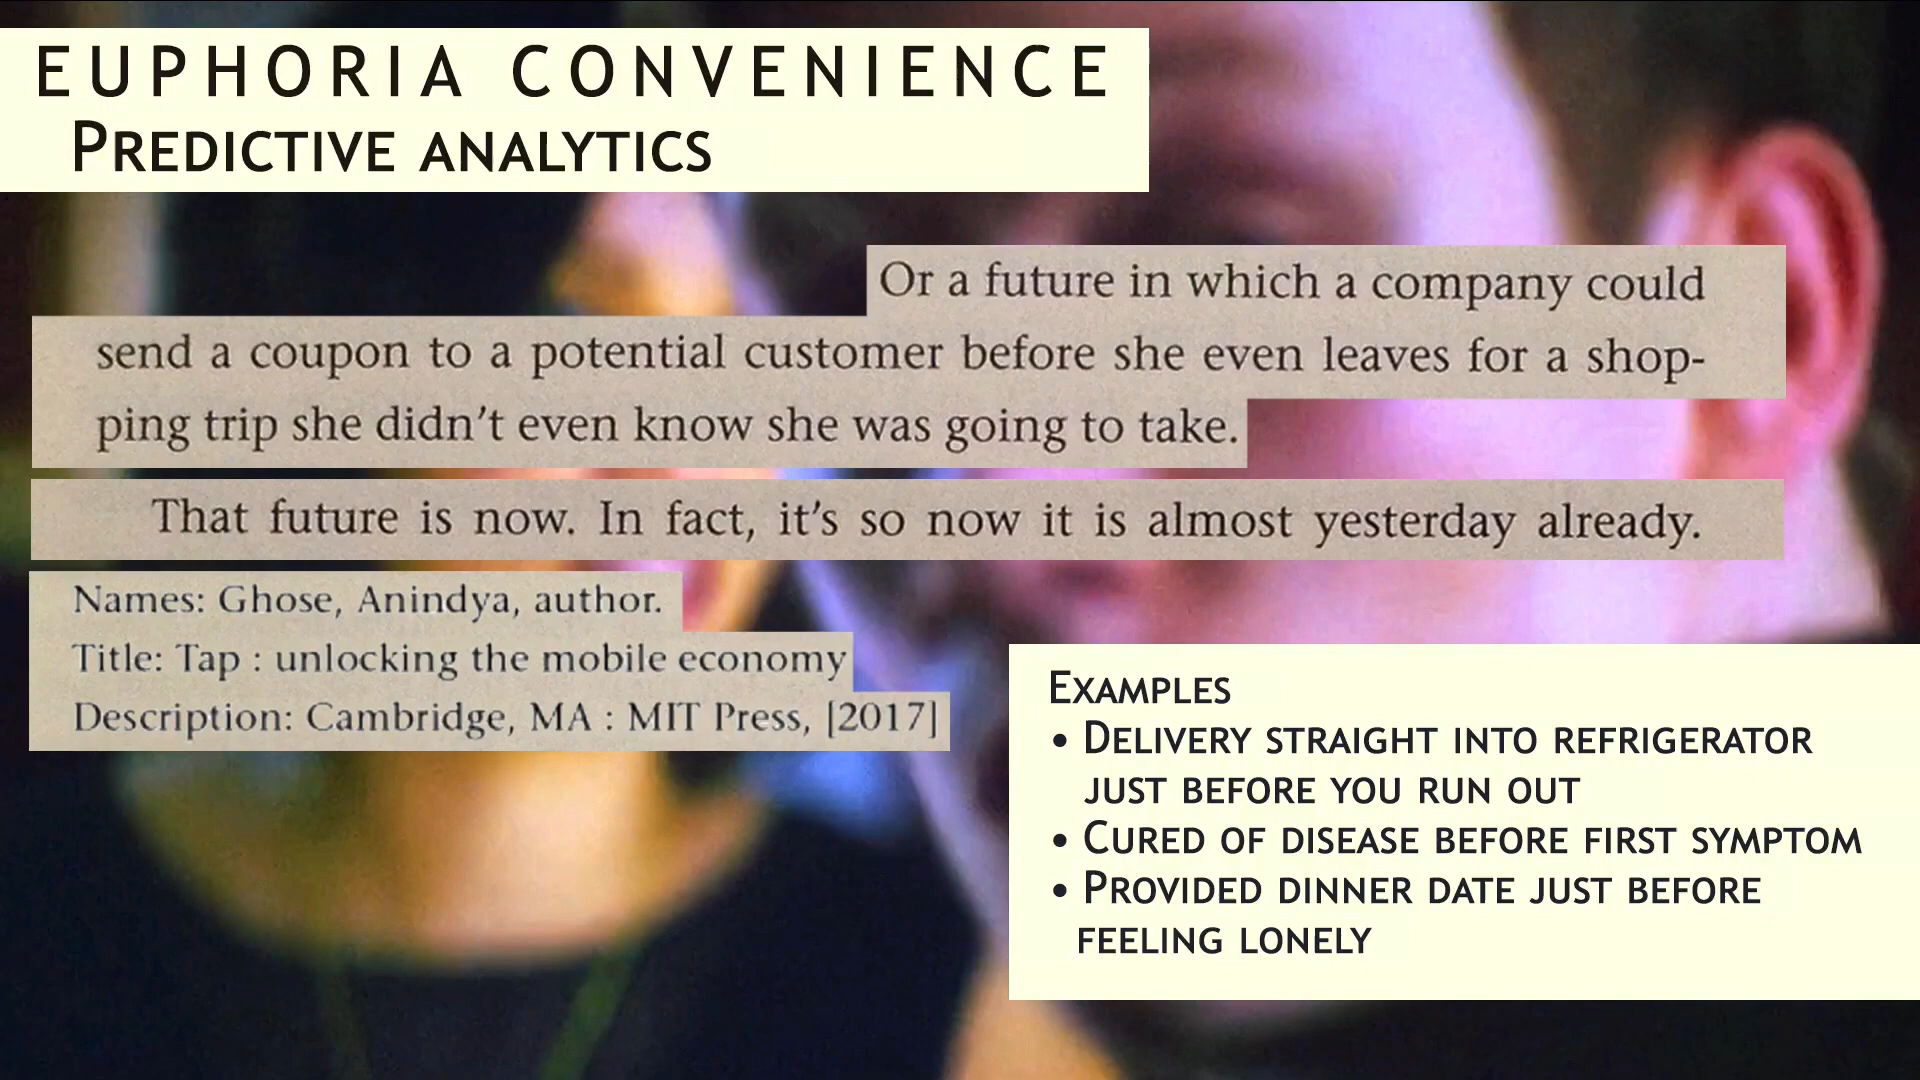 EUPHORIA CONVENIENCE
PREDICTIVE ANALYTICS
Or a future in which a company could
send a coupon to a potential customer before she even leaves for a shop-
ping trip she didn't even know she was going to take.
That future is now. In fact, it's so now it is almost yesterday already.
Names: Ghose, Anindya, author.
Title: Tap : unlocking the mobile economy
Description: Cambridge, MA : MIT Press, [2017]
EXAMPLES
• DELIVERY STRAIGHT INTO REFRIGERATOR
JUST BEFORE YOU RUN OUT
• CURED OF DISEASE BEFORE FIRST SYMPTOM
• PROVIDED DINNER DATE JUST BEFORE
FEELING LONELY